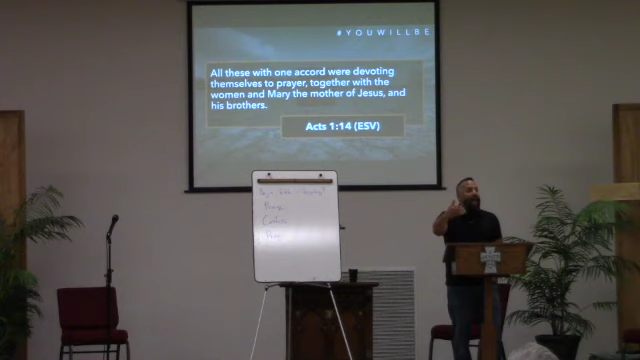 #YOUWILLBE
All these with one accord were devoting
themselves to prayer, together with the
women and Mary the mother of Jesus, and
his brothers.
Acts 1:14 (ESV)